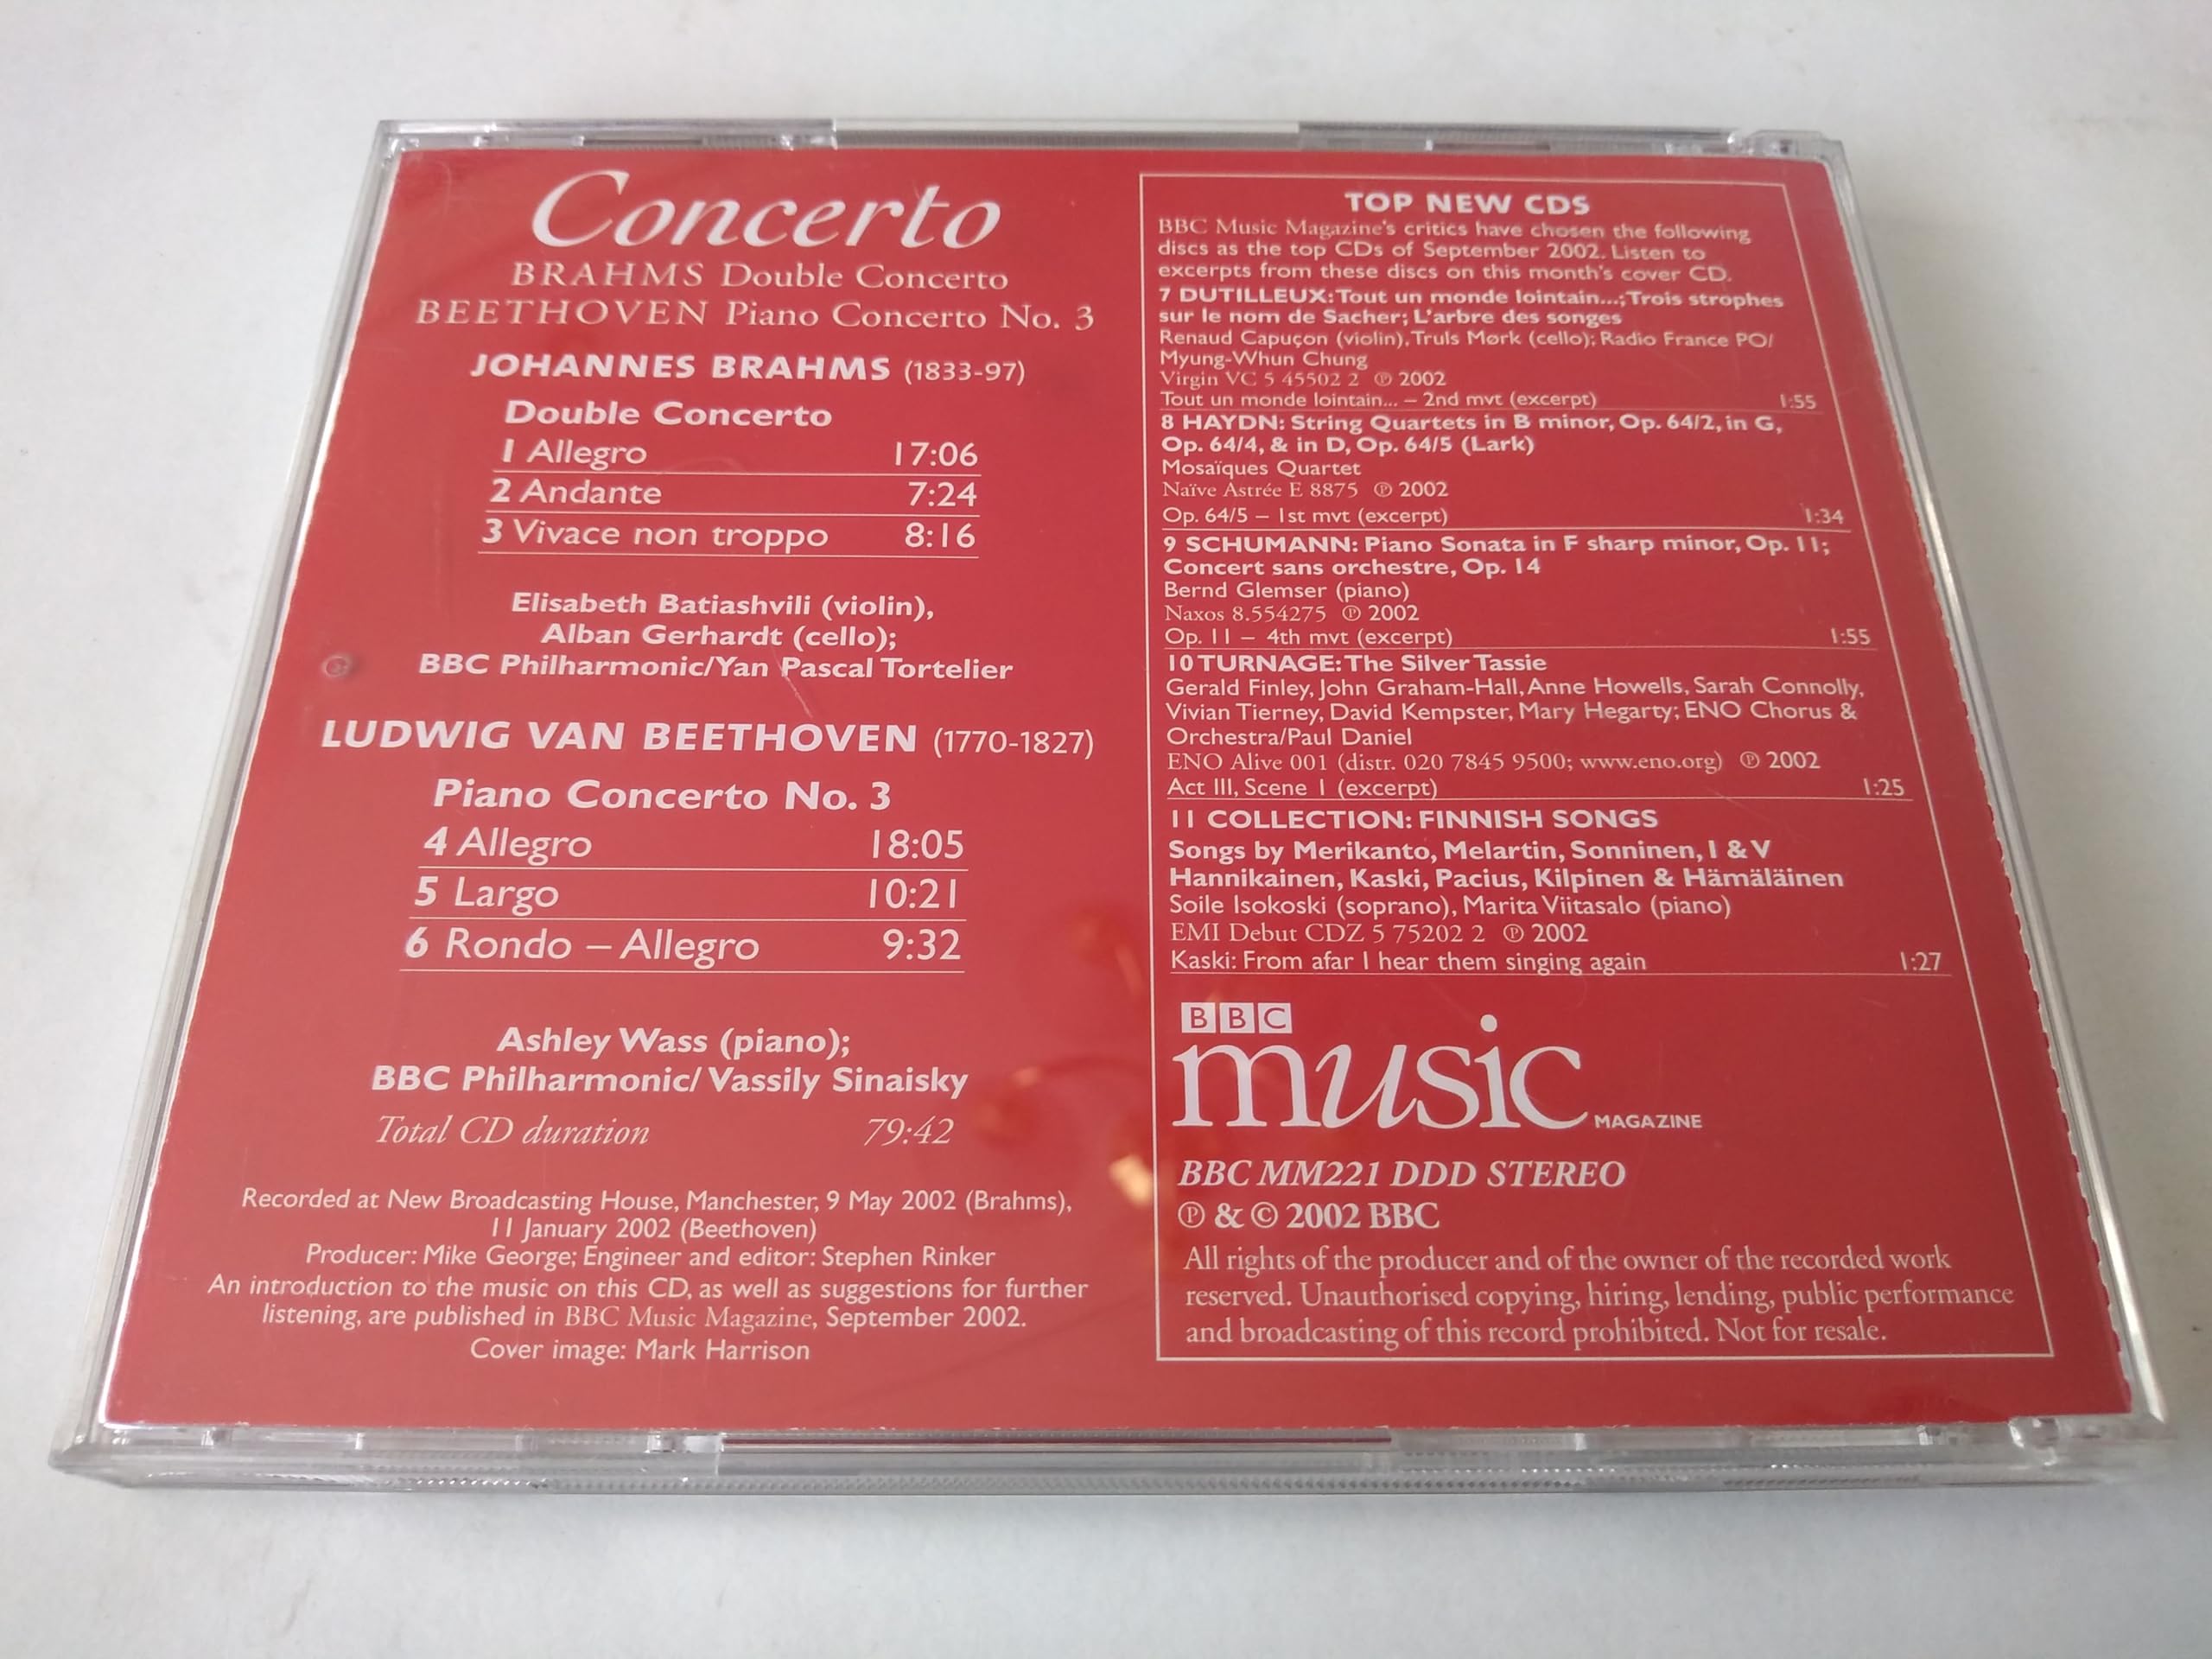 Concerto
BRAHMS Double Concerto
BEETHOVEN Piano Concerto No. 3
JOHANNES BRAHMS (1833-97)
Double Concerto
1 Allegro 17:06
2 Andante 7:24
3 Vivace non troppo 8:16
Elisabeth Batiashvili (violin),
Alban Gerhardt (cello);
BBC Philharmonic/Yan Pascal Tortelier
LUDWIG VAN BEETHOVEN (1770-1827)
Piano Concerto No. 3
4 Allegro 18:05
5 Largo 10:21
6 Rondo – Allegro 9:32
Ashley Wass (piano);
BBC Philharmonic/ Vassily Sinaisky
Total CD duration 79:42
Recorded at New Broadcasting House, Manchester, 9 May 2002 (Brahms),
11 January 2002 (Beethoven)
Producer: Mike George; Engineer and editor: Stephen Rinker
An introduction to the music on this CD, as well as suggestions for further
listening, are published in BBC Music Magazine, September 2002.
Cover image: Mark Harrison
TOP NEW CDS
BBC Music Magazine's critics have chosen the following
discs as the top CDs of September 2002. Listen to
excerpts from these discs on this month's cover CD.
7 DUTILLEUX: Tout un monde lointain...; Trois strophes
sur le nom de Sacher; L'arbre des songes
Renaud Capuçon (violin), Truls Mørk (cello); Radio France PO/
Myung-Whun Chung
Virgin VC 5 45502 2 ℗ 2002
Tout un monde lointain... – 2nd mvt (excerpt) 1:55
8 HAYDN: String Quartets in B minor, Op. 64/2, in G,
Op. 64/4, & in D, Op. 64/5 (Lark)
Mosaïques Quartet
Naïve Astrée E 8875 ℗ 2002
Op. 64/5 – 1st mvt (excerpt) 1:34
9 SCHUMANN: Piano Sonata in F sharp minor, Op. 11;
Concert sans orchestre, Op. 14
Bernd Glemser (piano)
Naxos 8.554275 ℗ 2002
Op. 11 – 4th mvt (excerpt) 1:55
10 TURNAGE: The Silver Tassie
Gerald Finley, John Graham-Hall, Anne Howells, Sarah Connolly,
Vivian Tierney, David Kempster, Mary Hegarty; ENO Chorus &
Orchestra/Paul Daniel
ENO Alive 001 (distr. 020 7845 9500; www.eno.org) ℗ 2002
Act III, Scene 1 (excerpt) 1:25
11 COLLECTION: FINNISH SONGS
Songs by Merikanto, Melartin, Sonninen, I & V
Hannikainen, Kaski, Pacius, Kilpinen & Hämäläinen
Soile Isokoski (soprano), Marita Viitasalo (piano)
EMI Debut CDZ 5 75202 2 ℗ 2002
Kaski: From afar I hear them singing again 1:27
BBC
music MAGAZINE
BBC MM221 DDD STEREO
℗ & © 2002 BBC
All rights of the producer and of the owner of the recorded work
reserved. Unauthorised copying, hiring, lending, public performance
and broadcasting of this record prohibited. Not for resale.